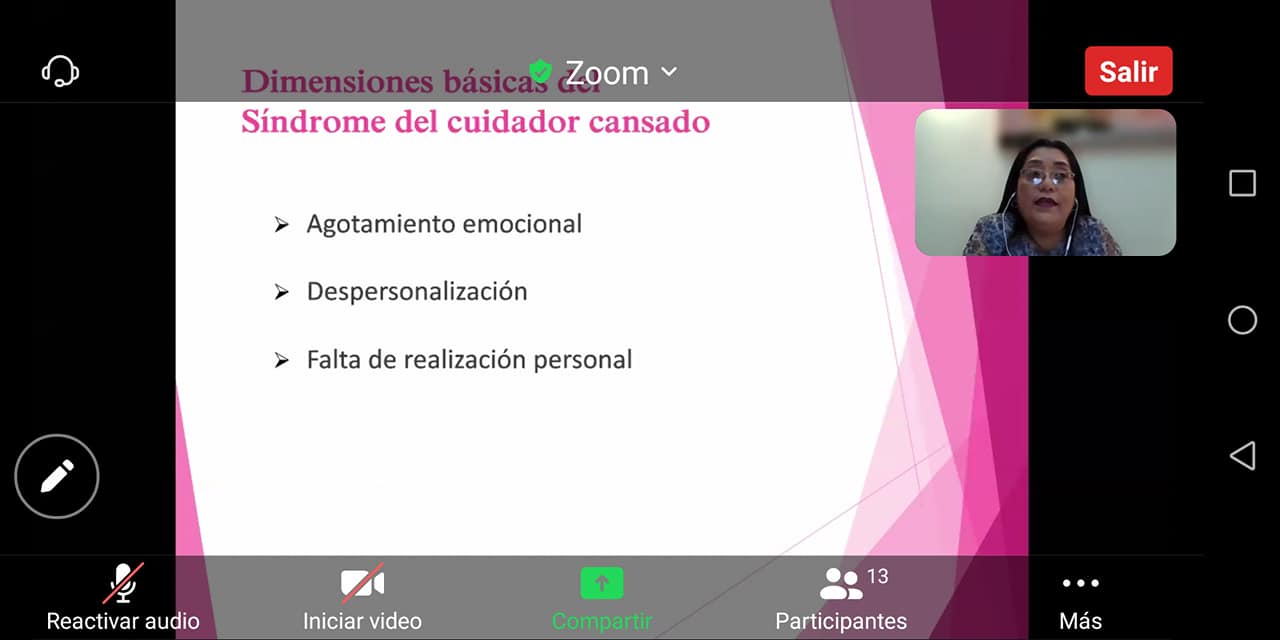 Zoom
Salir
Dimensiones básicas del
Síndrome del cuidador cansado
Agotamiento emocional
Despersonalización
Falta de realización personal
Reactivar audio
Iniciar video
Compartir
13
Participantes
Más